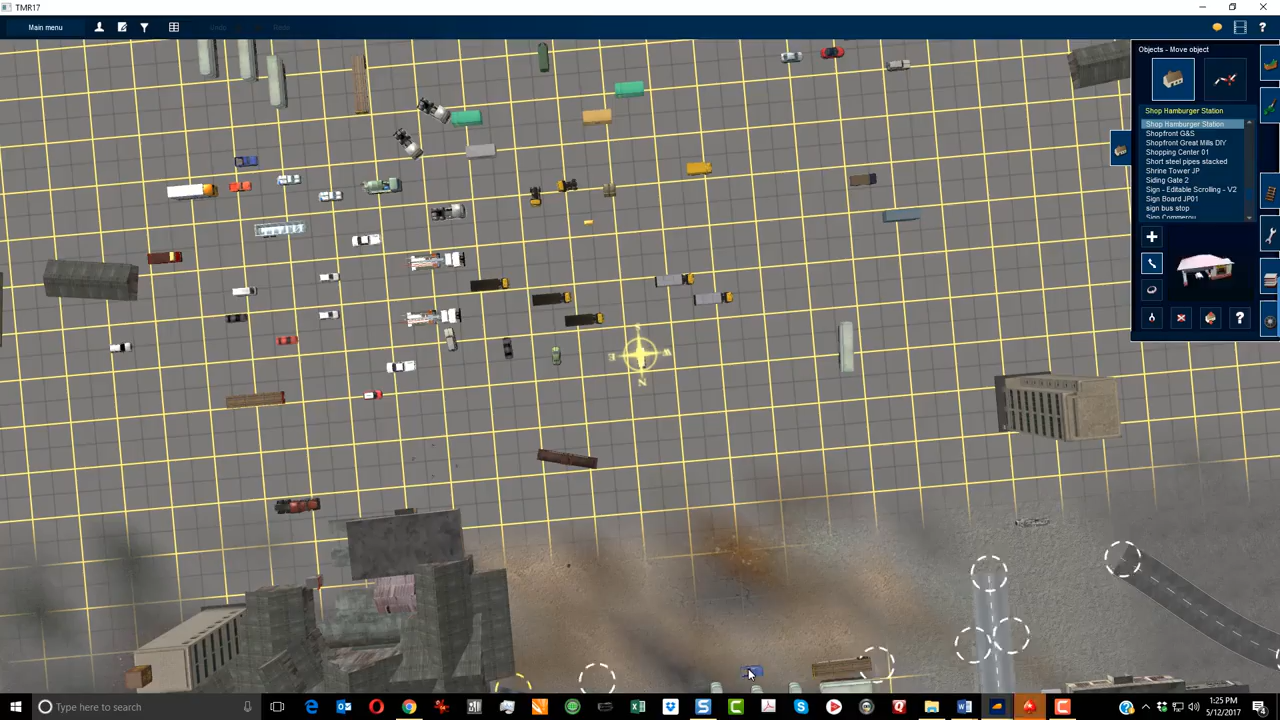 TMR17
Main menu
Undo
Redo
Objects - Move object
Shop Hamburger Station
Shop Hamburger Station
Shopfront G&S
Shopfront Great Mills DIY
Shopping Center 01
Short steel pipes stacked
Shrine Tower JP
Siding Gate 2
Sign - Editable Scrolling - V2
Sign Board JP01
sign bus stop
N
Type here to search
1:25 PM
5/12/2017